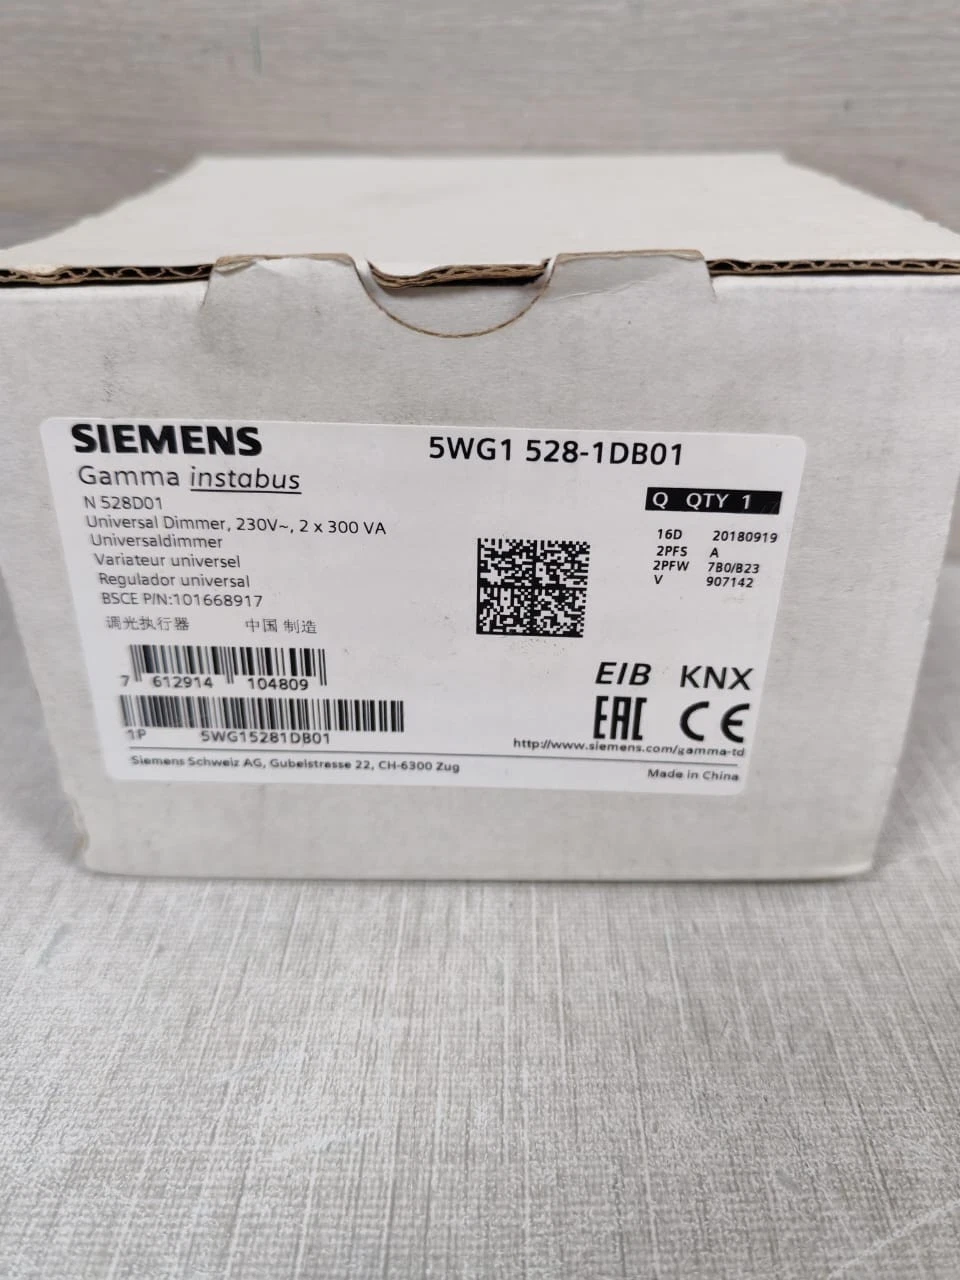 SIEMENS
5WG1 528-1DB01
Gamma instabus
Q QTY 1
N 528D01
Universal Dimmer, 230V~, 2 x 300 VA
Universaldimmer
Variateur universel
Regulador universal
BSCE P/N:101668917
调光执行器 中国 制造
16D 20180919
2PFS A
2PFW 7B0/B23
V 907142
7 612914 104809
1P 5WG15281DB01
EIB KNX
EAC CE
http://www.siemens.com/gamma-td
Siemens Schweiz AG, Gubelstrasse 22, CH-6300 Zug
Made in China